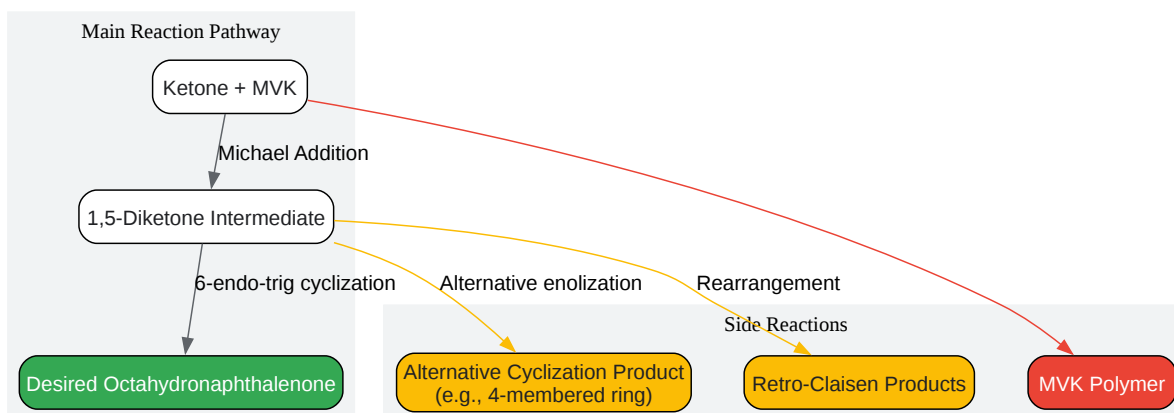 Main Reaction Pathway
Ketone + MVK
Michael Addition
1,5-Diketone Intermediate
6-endo-trig cyclization
Alternative enolization
Rearrangement
Side Reactions
Desired Octahydronaphthalenone
Alternative Cyclization Product
(e.g., 4-membered ring)
Retro-Claisen Products
MVK Polymer